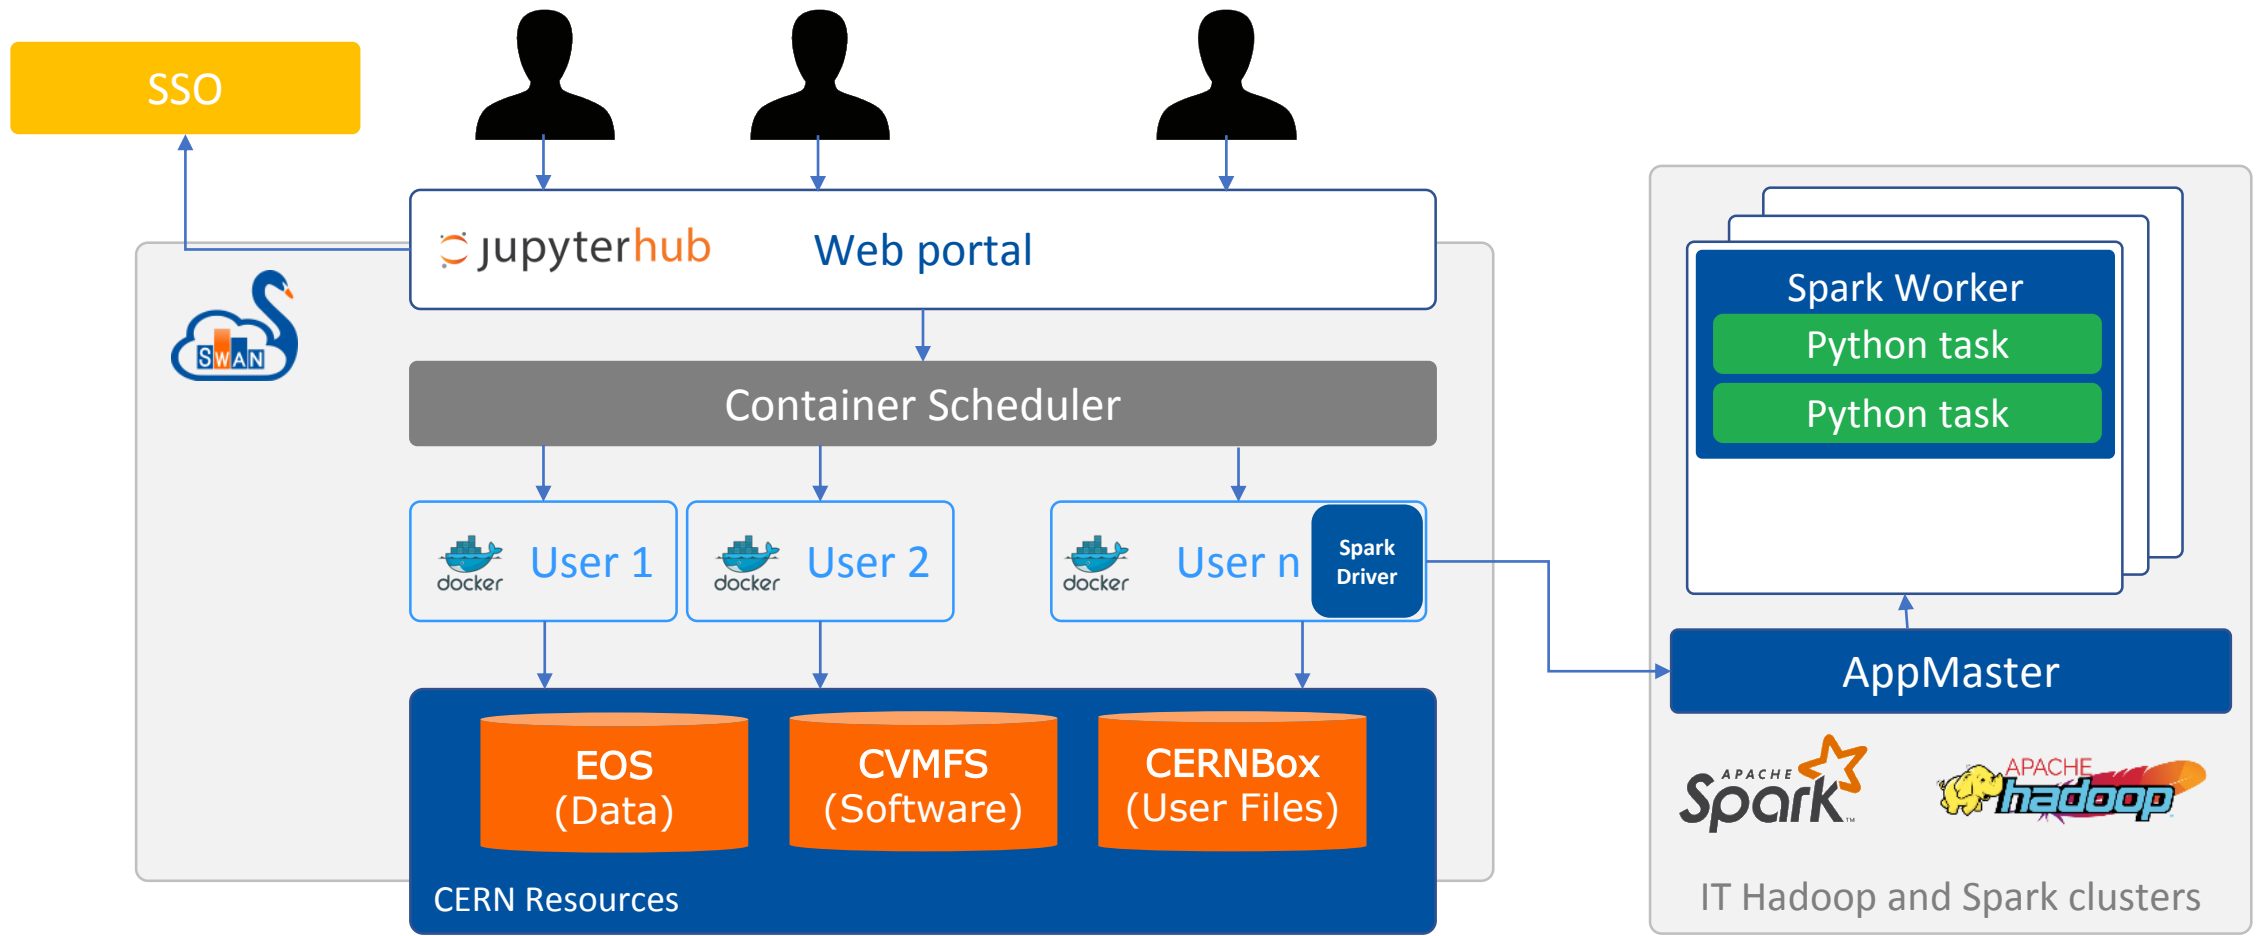 SSO
jupyterhub
Web portal
SWAN
Container Scheduler
docker
User 1
docker
User 2
docker
User n
Spark
Driver
EOS
(Data)
CVMFS
(Software)
CERNBox
(User Files)
CERN Resources
Spark Worker
Python task
Python task
AppMaster
APACHE
Spark™
APACHE
hadoop
IT Hadoop and Spark clusters